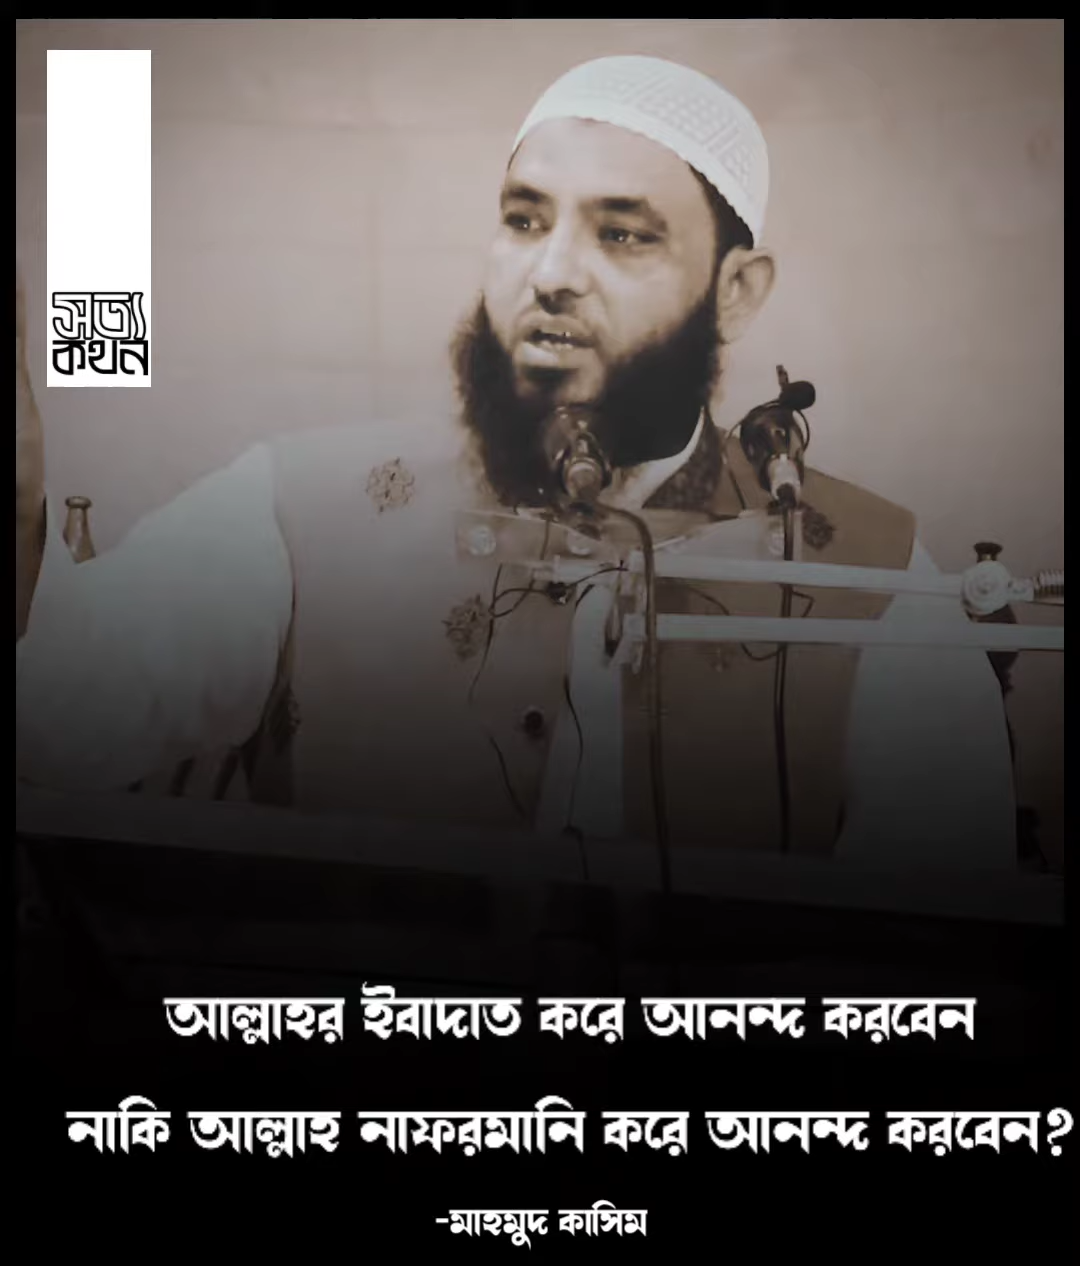 সত্য
কথন
আল্লাহর ইবাদাত করে আনন্দ করবেন
নাকি আল্লাহ নাফরমানি করে আনন্দ করবেন?
-মাহমুদ কাসিম